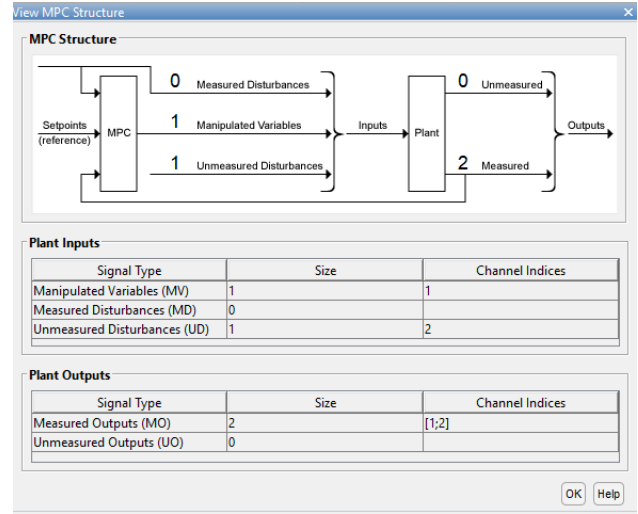 View MPC Structure ×
MPC Structure
0 Measured Disturbances
0 Unmeasured
Setpoints
(reference)
MPC
1 Manipulated Variables
Inputs
Plant
Outputs
1 Unmeasured Disturbances
2 Measured
Plant Inputs
Signal Type Size Channel Indices
Manipulated Variables (MV) 1 1
Measured Disturbances (MD) 0
Unmeasured Disturbances (UD) 1 2
Plant Outputs
Signal Type Size Channel Indices
Measured Outputs (MO) 2 [1;2]
Unmeasured Outputs (UO) 0
OK Help